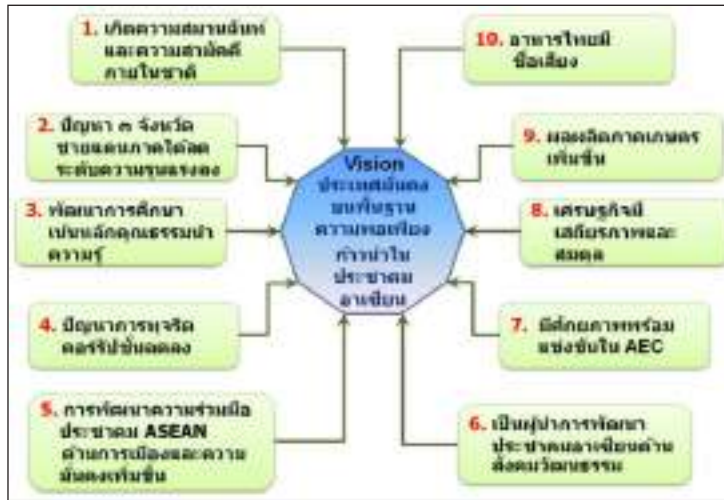 1. เกิดความสมานฉันท์
และความสามัคคี
ภายในชาติ
2. ปัญหา ๓ จังหวัด
ชายแดนภาคใต้ลด
ระดับความรุนแรงลง
3. พัฒนาการศึกษา
เน้นหลักคุณธรรมนำ
ความรู้
4. ปัญหาการทุจริต
คอร์รัปชั่นลดลง
5. การพัฒนาความร่วมมือ
ประชาคม ASEAN
ด้านการเมืองและความ
มั่นคงเพิ่มขึ้น
Vision
ประเทศมั่นคง
บนพื้นฐาน
ความพอเพียง
ก้าวนำใน
ประชาคม
อาเซียน
10. อาหารไทยมี
ชื่อเสียง
9. ผลผลิตภาคเกษตร
เพิ่มขึ้น
8. เศรษฐกิจมี
เสถียรภาพและ
สมดุล
7. มีศักยภาพพร้อม
แข่งขันใน AEC
6. เป็นผู้นำการพัฒนา
ประชาคมอาเซียนด้าน
สังคมวัฒนธรรม